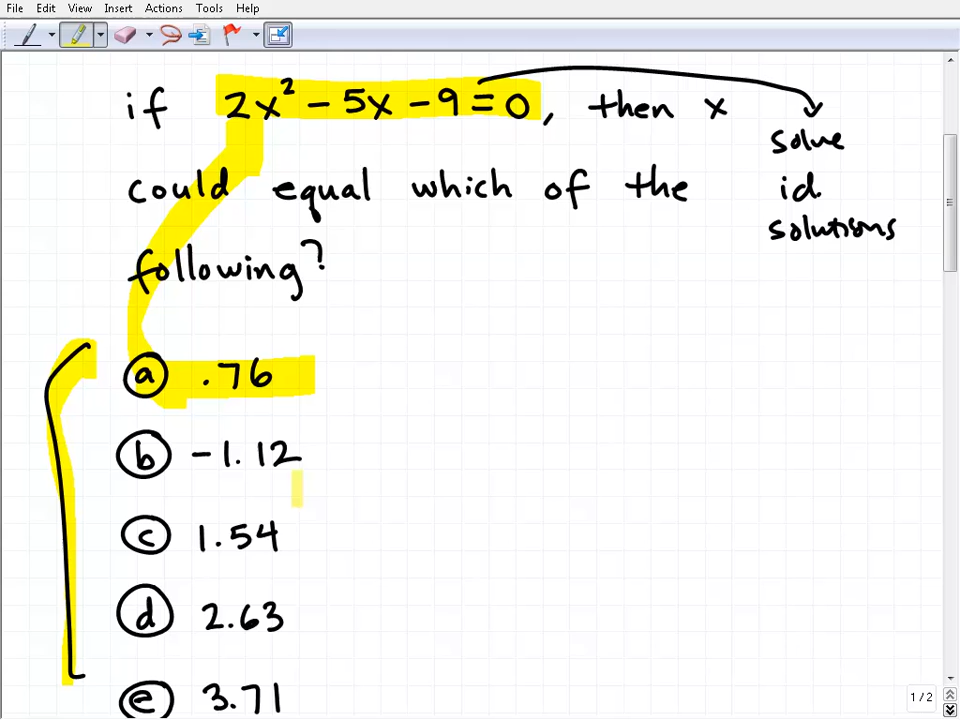 File Edit View Insert Actions Tools Help
if 2x² - 5x - 9 = 0, then x
solve
could equal which of the
id.
solutions
following?
a .76
b -1.12
c 1.54
d 2.63
e 3.71
1/2